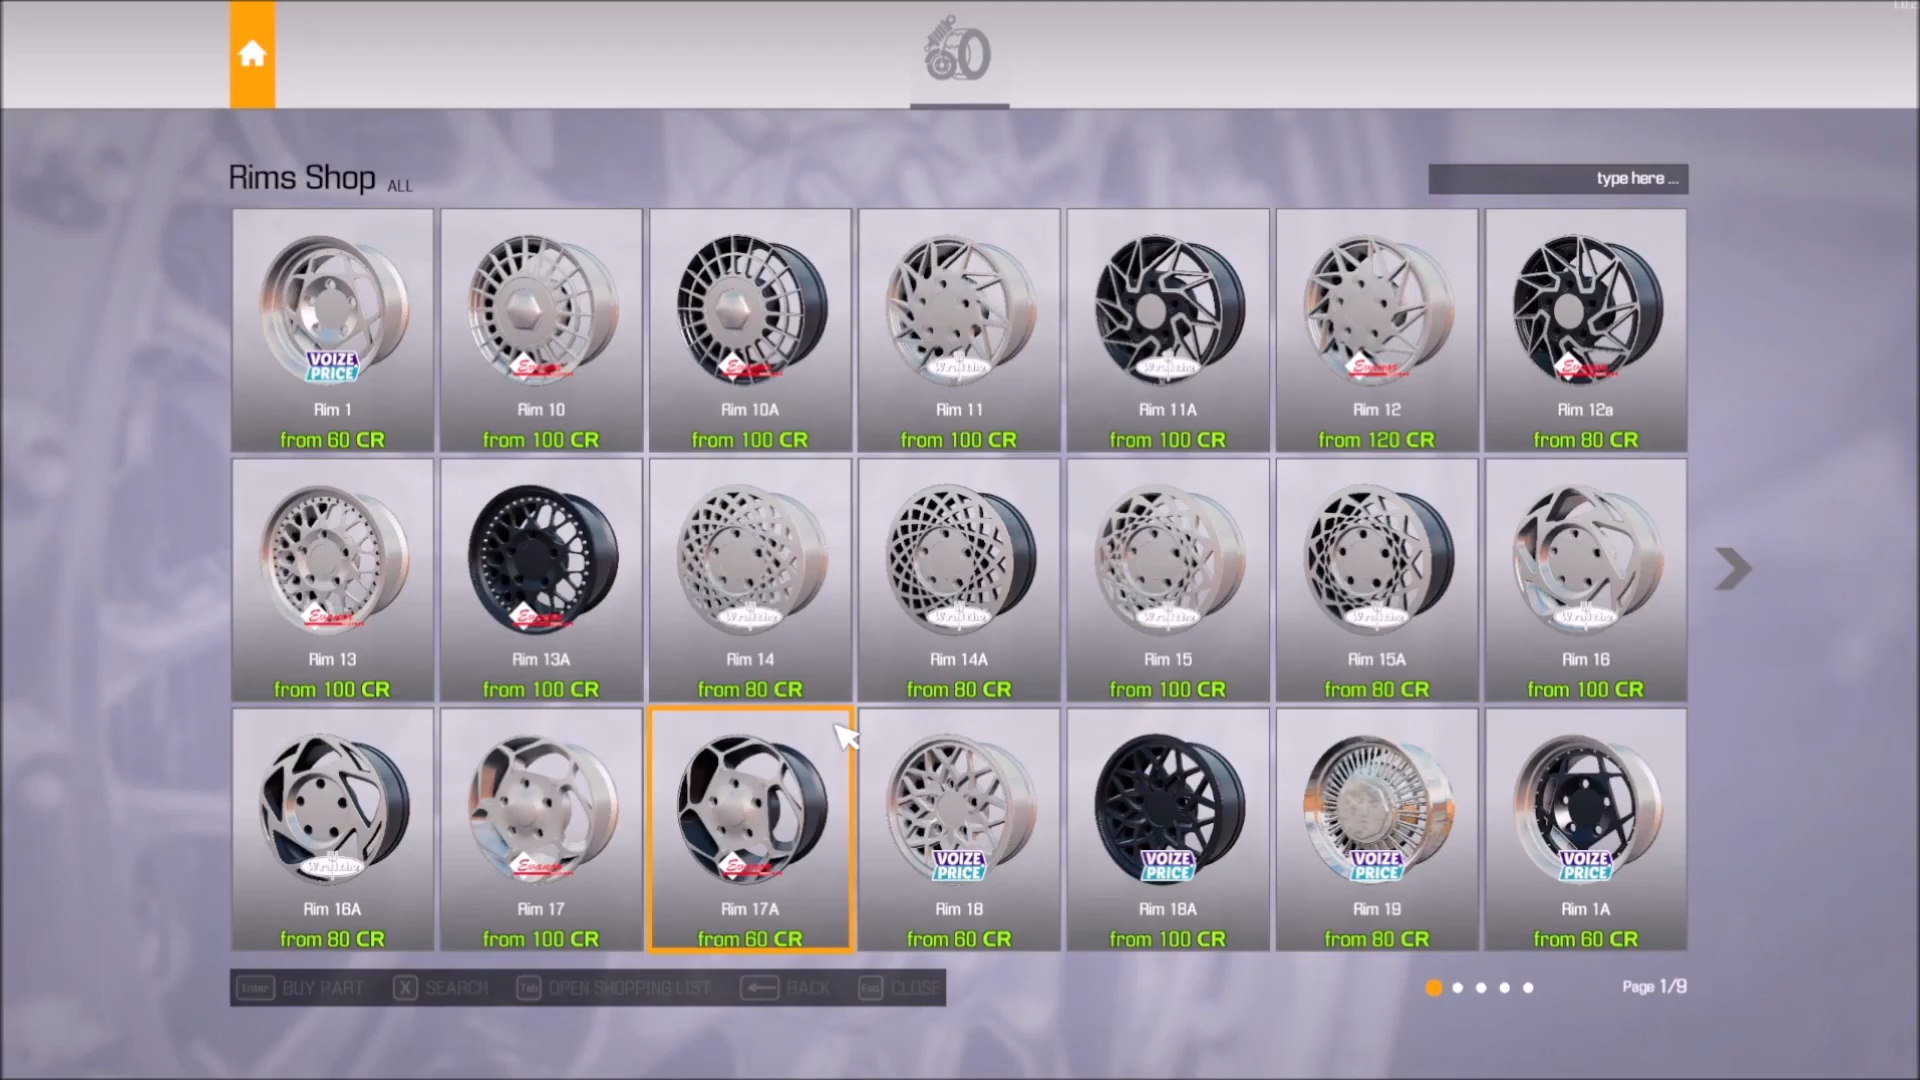 Rims Shop ALL
type here ...
VOIZE
PRICE
Rim 1
from 60 CR
Rim 10
from 100 CR
Rim 10A
from 100 CR
Rim 11
from 100 CR
Rim 11A
from 100 CR
Rim 12
from 120 CR
Rim 12a
from 80 CR
Rim 13
from 100 CR
Rim 13A
from 100 CR
Rim 14
from 80 CR
Rim 14A
from 80 CR
Rim 15
from 100 CR
Rim 15A
from 80 CR
Rim 16
from 100 CR
Rim 16A
from 80 CR
Rim 17
from 100 CR
Rim 17A
from 60 CR
VOIZE
PRICE
Rim 18
from 60 CR
VOIZE
PRICE
Rim 18A
from 100 CR
VOIZE
PRICE
Rim 19
from 80 CR
VOIZE
PRICE
Rim 1A
from 60 CR
Enter BUY PART X SEARCH Tab OPEN SHOPPING LIST BACK Esc CLOSE
Page 1/9